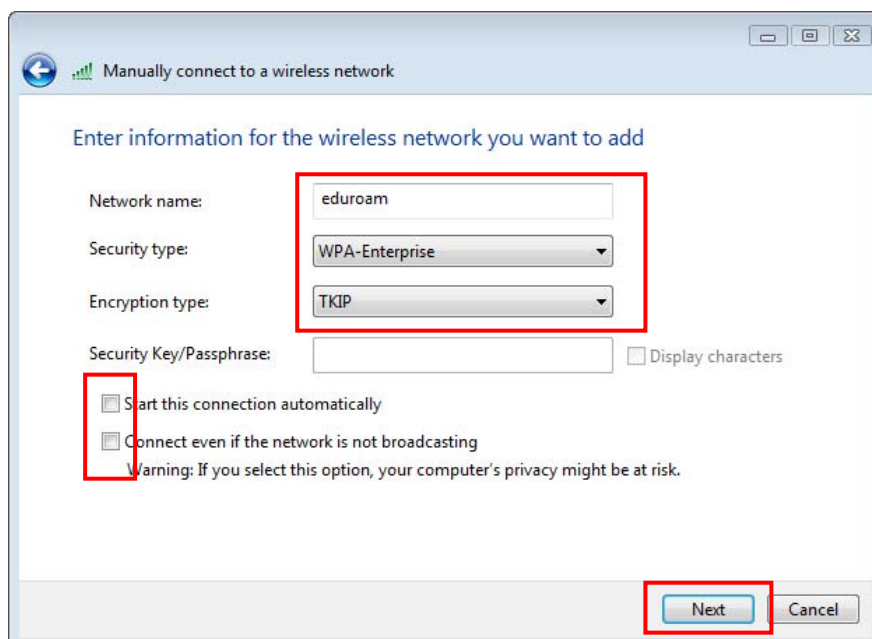 Manually connect to a wireless network
Enter information for the wireless network you want to add
Network name: eduroam
Security type: WPA-Enterprise
Encryption type: TKIP
Security Key/Passphrase: Display characters
Start this connection automatically
Connect even if the network is not broadcasting
Warning: If you select this option, your computer's privacy might be at risk.
Next Cancel